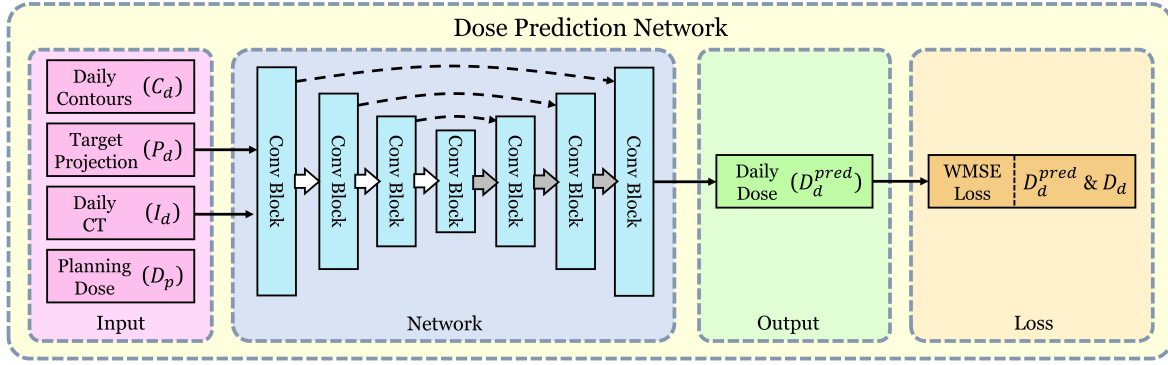 Dose Prediction Network
Daily
Contours (C_d)
Target
Projection (P_d)
Daily
CT (I_d)
Planning
Dose (D_p)
Input
Conv Block
Conv Block
Conv Block
Conv Block
Conv Block
Conv Block
Conv Block
Network
Daily
Dose (D_d^{pred})
Output
WMSE
Loss
D_d^{pred} & D_d
Loss